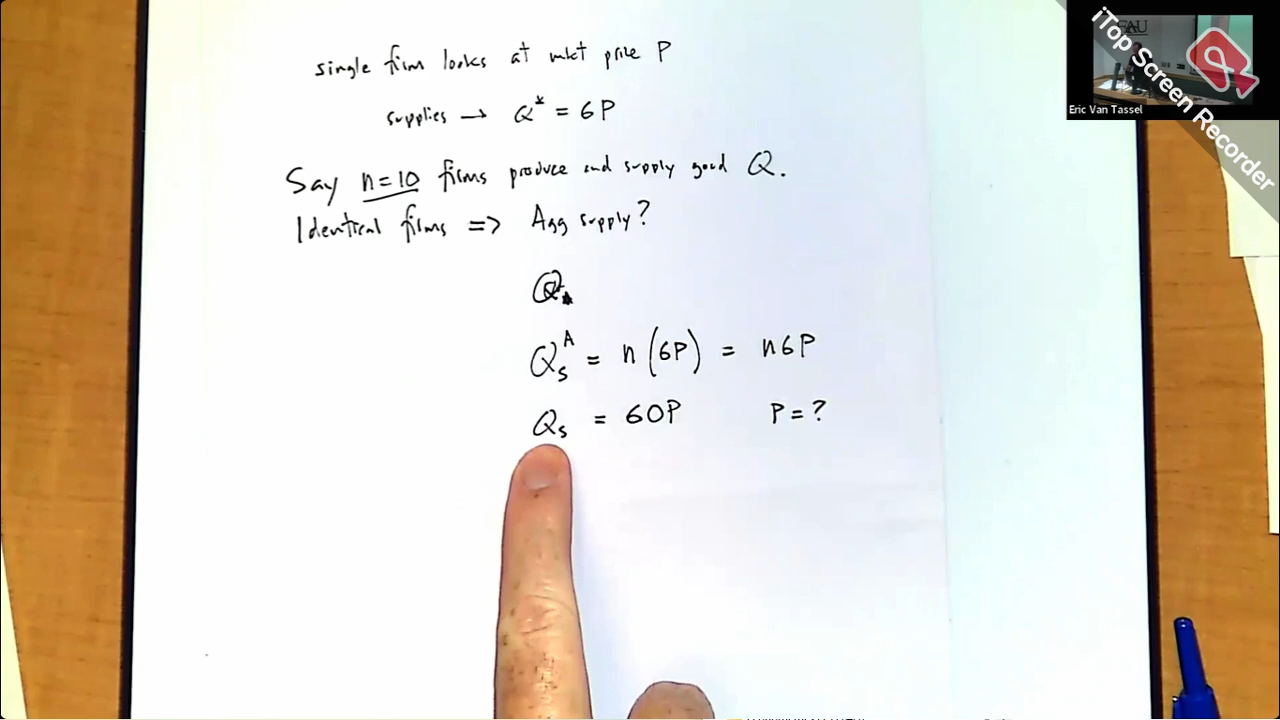 single firm looks at mkt price P
supplies → Q* = 6P
Say n=10 firms produce and supply good Q.
Identical firms => Agg supply?
Q
Q_s^A = n(6P) = n6P
Q_s = 60P P=?
FAU
Eric Van Tassel
iTop Screen Recorder